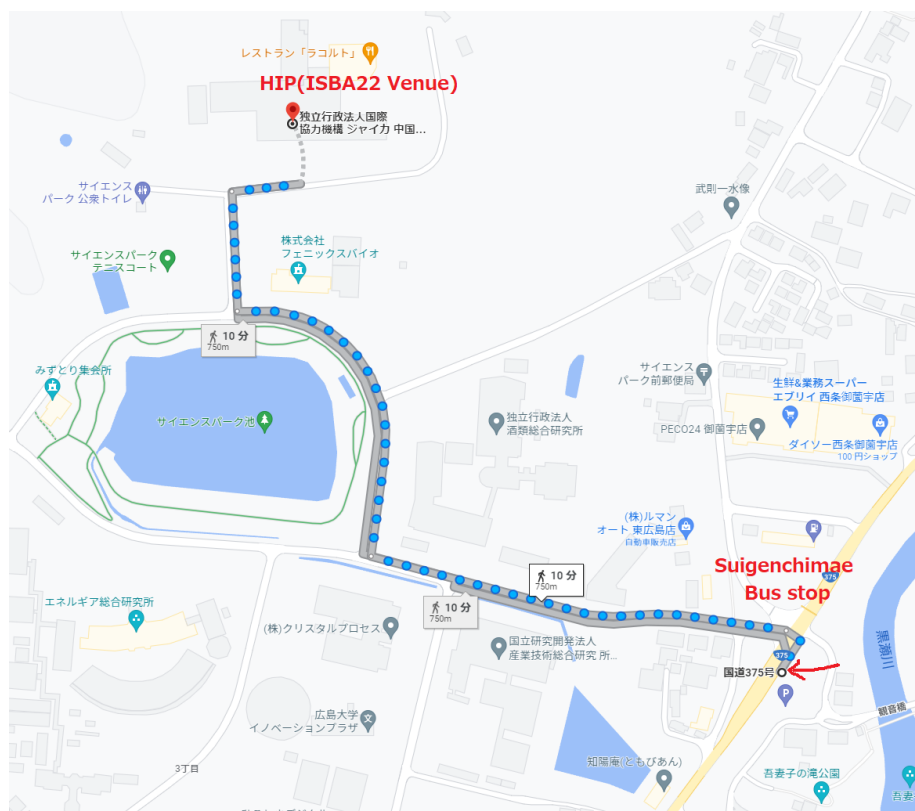 レストラン「ラコルト」
HIP(ISBA22 Venue)
独立行政法人国際
協力機構 ジャイカ 中国...
サイエンス
パーク 公衆トイレ
武則一水像
サイエンスパーク
テニスコート
株式会社
フェニックスバイオ
10 分
750m
みずとり集会所
サイエンスパーク池
サイエンス
パーク前郵便局
生鮮&業務スーパー
エブリイ 西条御薗宇店
独立行政法人
酒類総合研究所
PECO24 御薗宇店
ダイソー西条御薗宇店
100 円ショップ
(株)ルマン
オート 東広島店
自動車販売店
Suigenchimae
Bus stop
375
10 分
750m
10 分
750m
エネルギア総合研究所
(株)クリスタルプロセス
国立研究開発法人
産業技術総合研究 所...
375
国道375号
P
黒瀬川
観音橋
広島大学
イノベーションプラザ
3丁目
知陽庵(ともびあん)
吾妻子の滝公園
吾妻